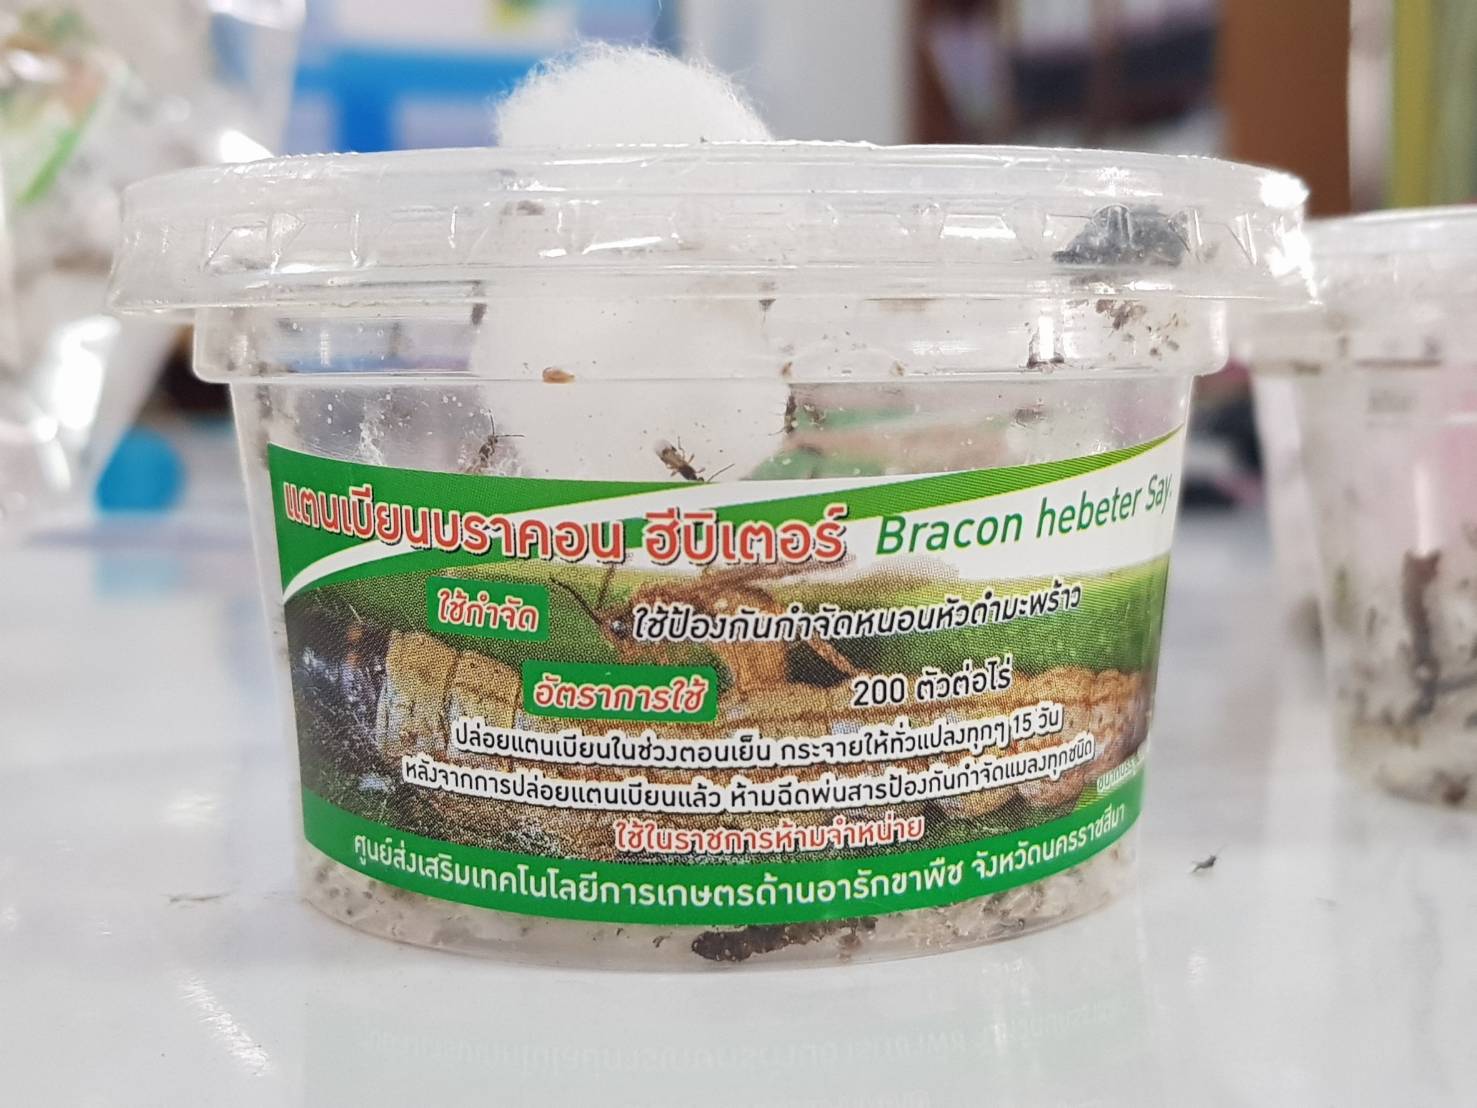 แตนเบียนบราคอน ฮีบิเตอร์ Bracon hebeter Say.
ใช้กำจัด ใช้ป้องกันกำจัดหนอนหัวดำมะพร้าว
อัตราการใช้ 200 ตัวต่อไร่
ปล่อยแตนเบียนในช่วงตอนเย็น กระจายให้ทั่วแปลงทุกๆ 15 วัน
หลังจากการปล่อยแตนเบียนแล้ว ห้ามฉีดพ่นสารป้องกันกำจัดแมลงทุกชนิด
ใช้ในราชการห้ามจำหน่าย
ศูนย์ส่งเสริมเทคโนโลยีการเกษตรด้านอารักขาพืช จังหวัดนครราชสีมา